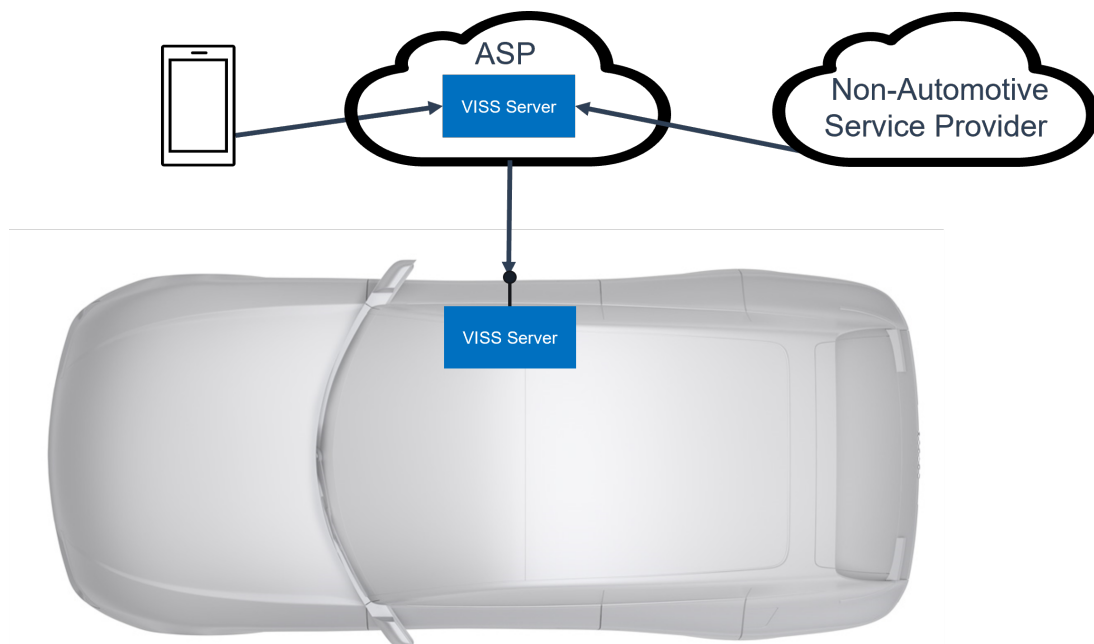 ASP
VISS Server
Non-Automotive
Service Provider
VISS Server